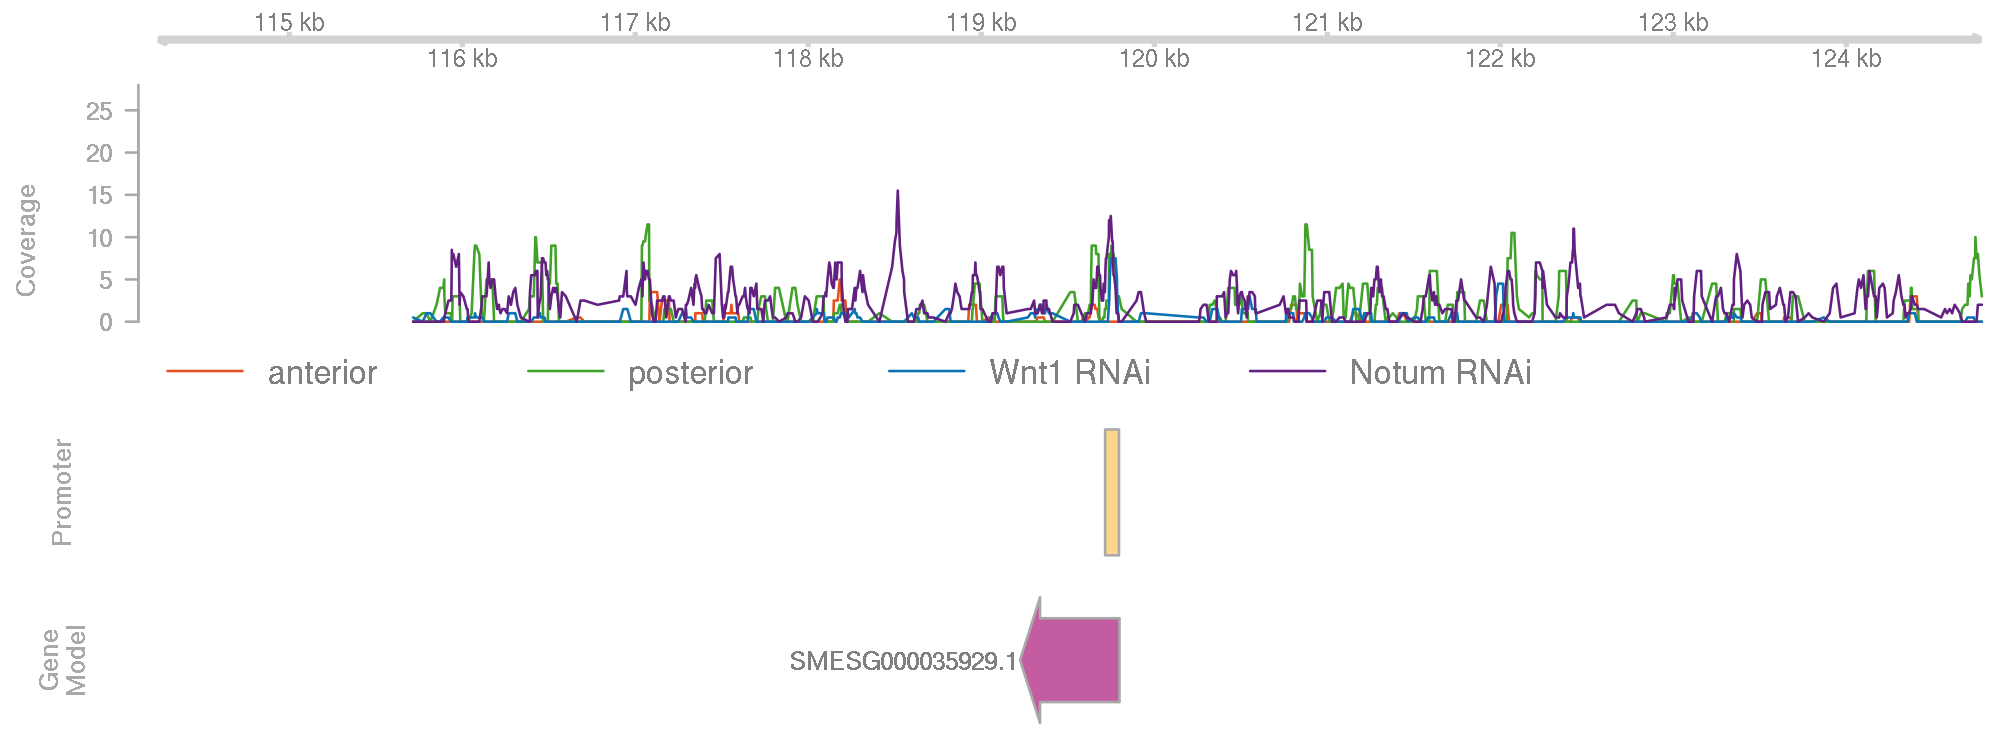 115 kb 117 kb 119 kb 121 kb 123 kb
116 kb 118 kb 120 kb 122 kb 124 kb
Coverage
25
20
15
10
5
0
anterior posterior Wnt1 RNAi Notum RNAi
Promoter
Gene
Model
SMESG000035929.1